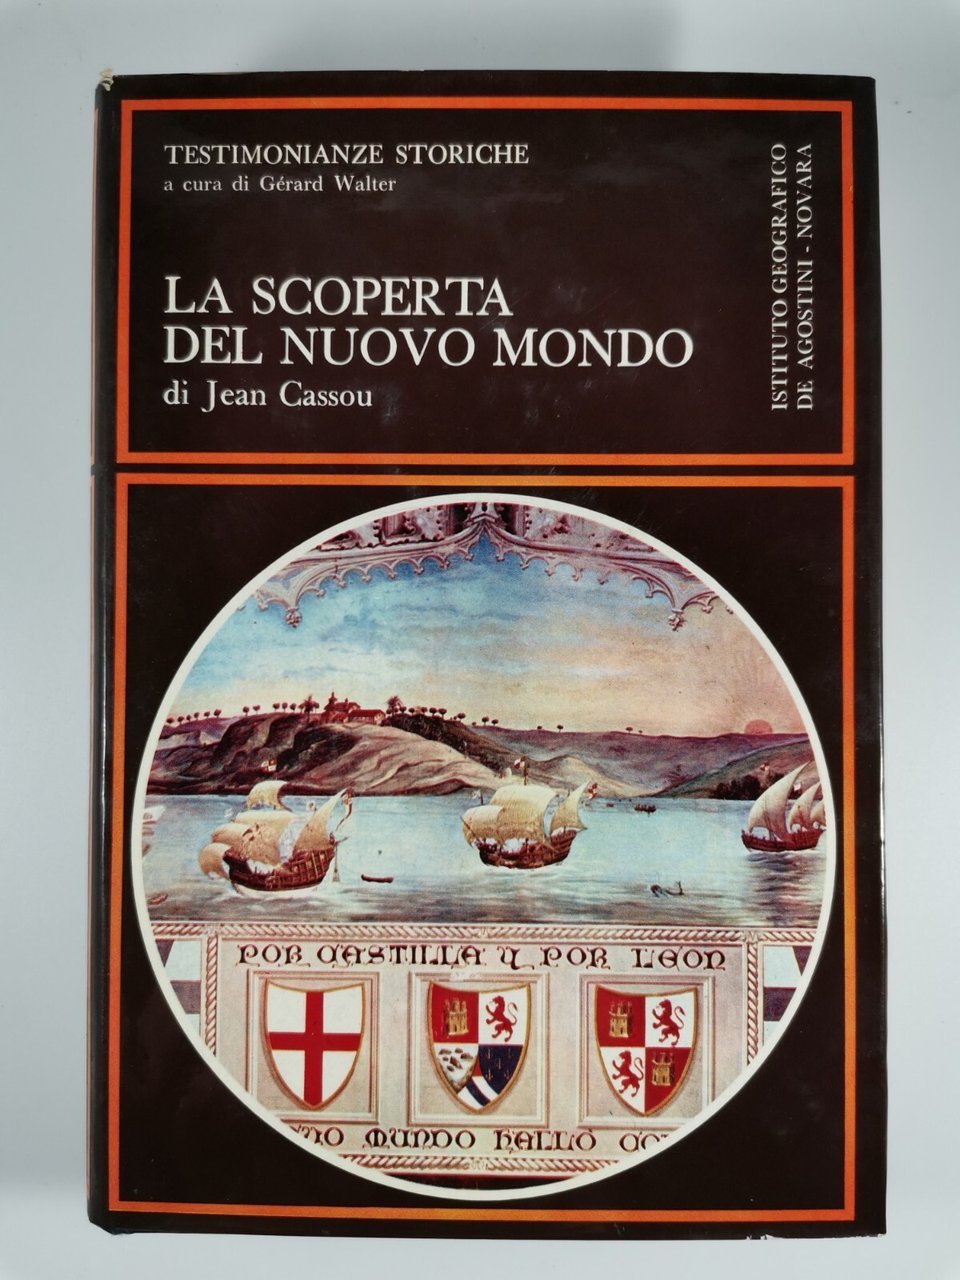 TESTIMONIANZE STORICHE
a cura di Gérard Walter
LA SCOPERTA
DEL NUOVO MONDO
di Jean Cassou
ISTITUTO GEOGRAFICO
DE AGOSTINI - NOVARA
POR CASTILLA Y POR LEON
MUNDO HALLÒ